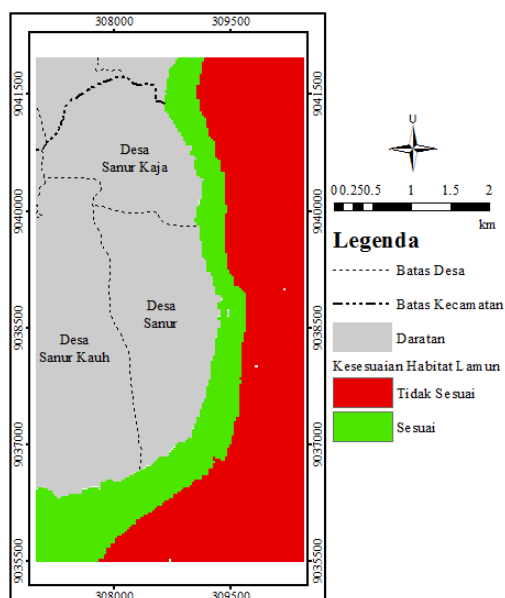 308000 309500
9041500 9041500
9040000 9040000
9038500 9038500
9037000 9037000
9035500 9035500
308000 309500
Desa
Sanur Kaja
Desa
Sanur
Desa
Sanur Kauh
U
0 0.250.5 1 1.5 2
km
Legenda
Batas Desa
Batas Kecamatan
Daratan
Kesesuaian Habitat Lamun
Tidak Sesuai
Sesuai